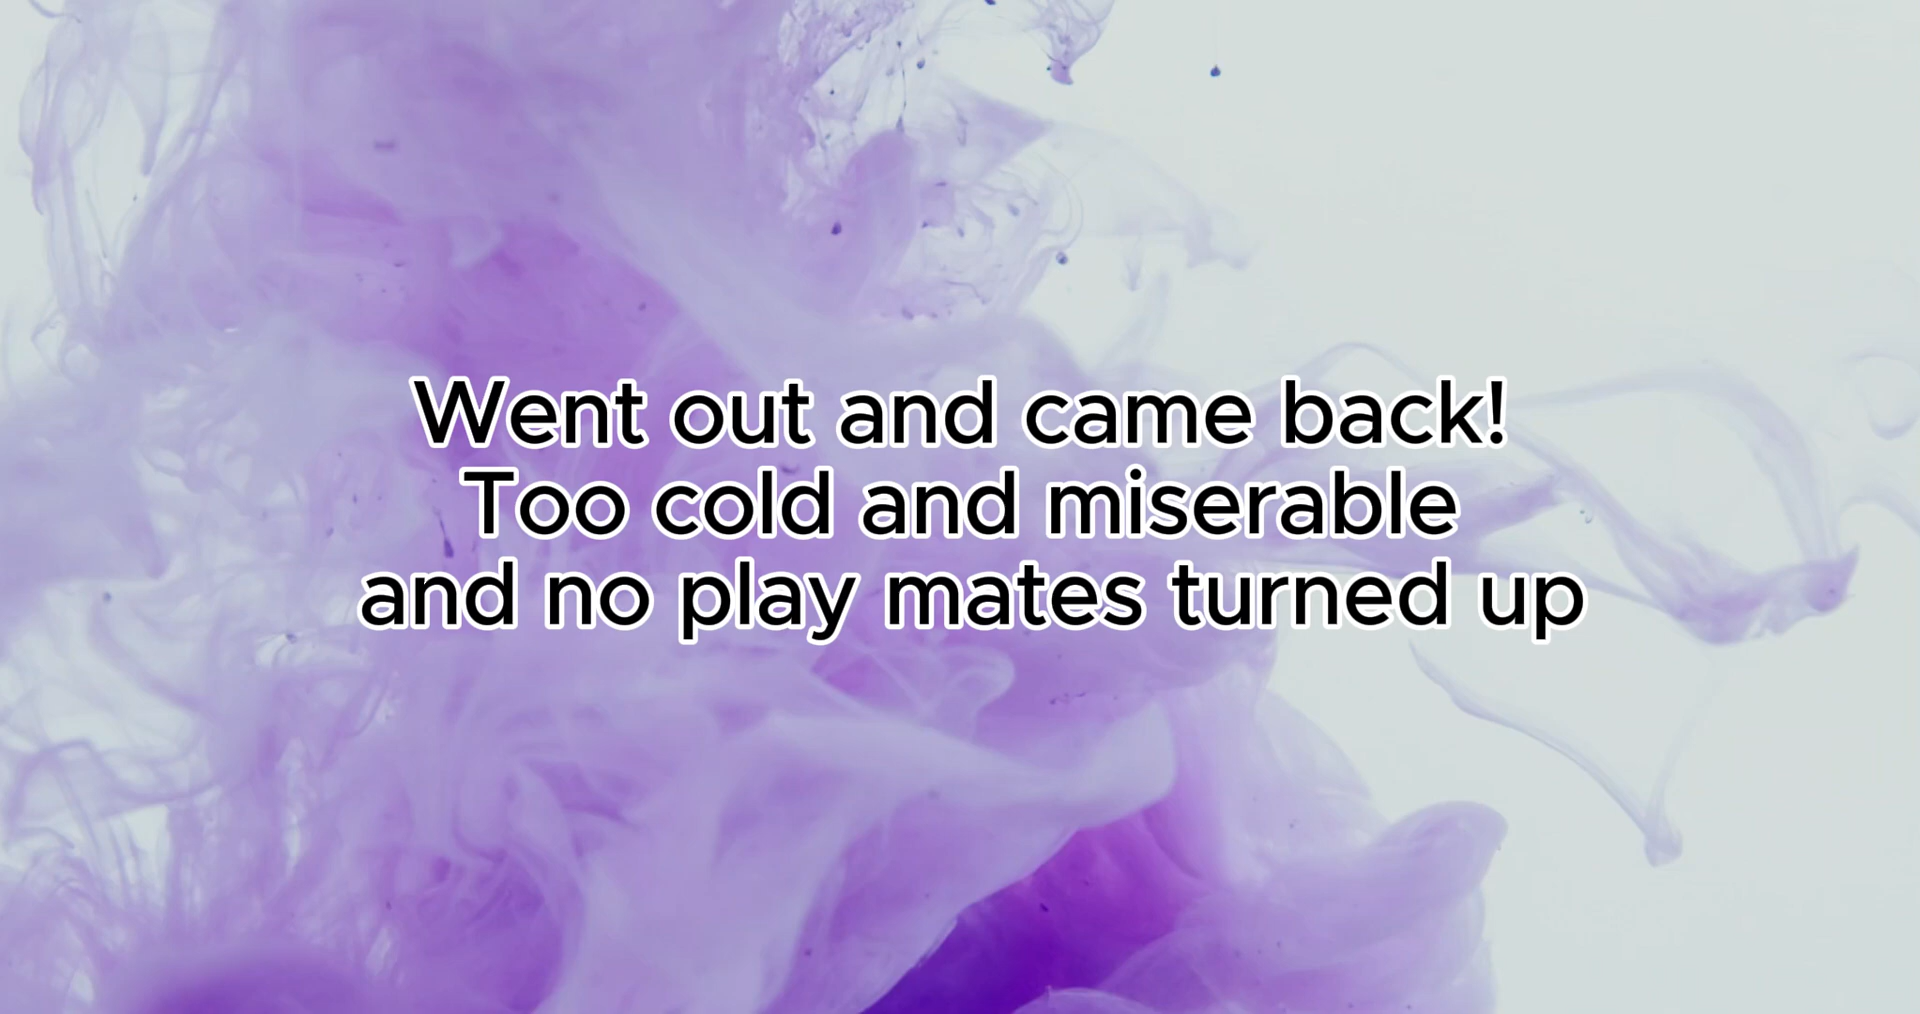 Went out and came back!
Too cold and miserable
and no play mates turned up